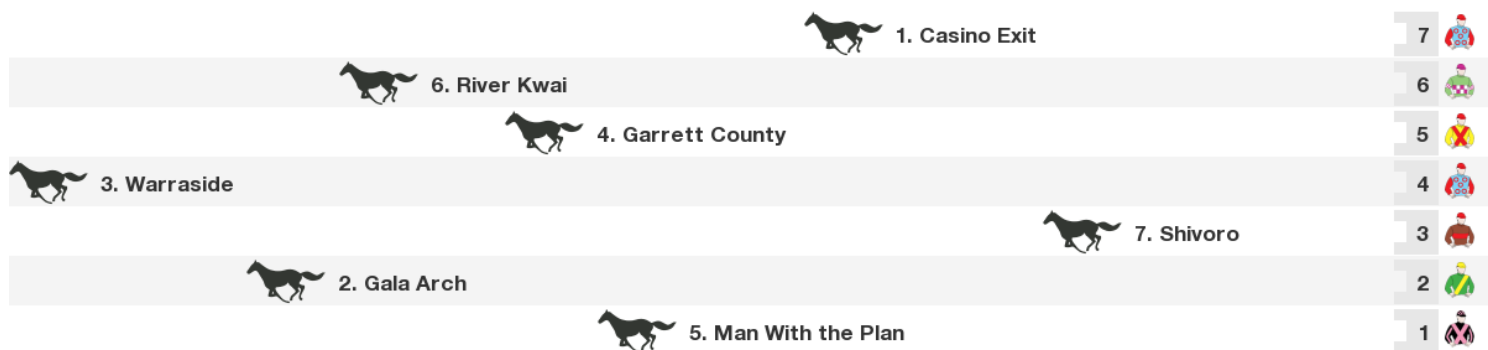 1. Casino Exit 7
6. River Kwai 6
4. Garrett County 5
3. Warraside 4
7. Shivoro 3
2. Gala Arch 2
5. Man With the Plan 1